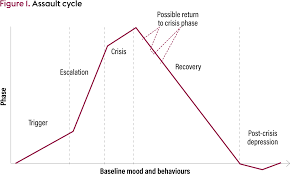 Figure I. Assault cycle
Possible return
to crisis phase
Crisis
Escalation
Recovery
Trigger
Post-crisis
depression
Phase
Baseline mood and behaviours